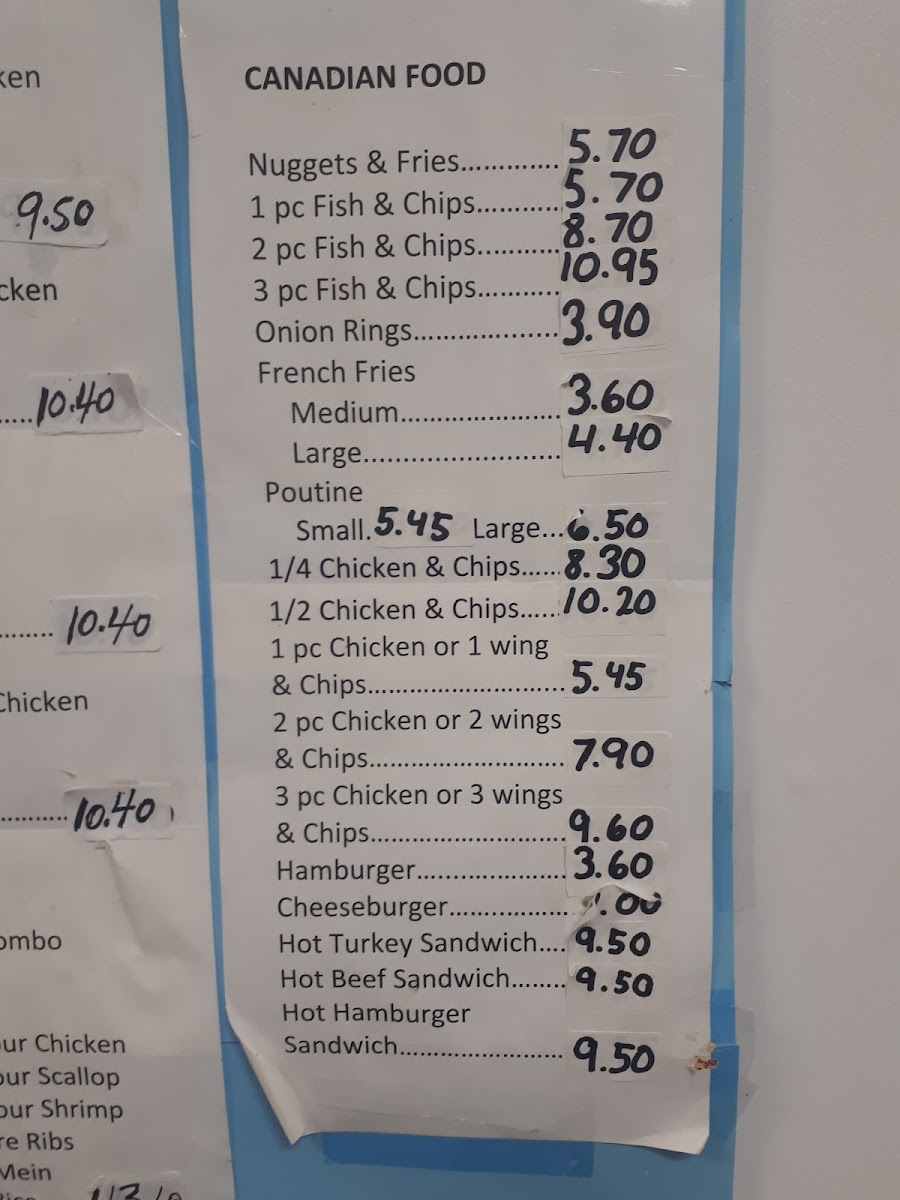 ken
9.50
cken
.....10.40
........ 10.40
Chicken
..........10.40
ombo
our Chicken
our Scallop
our Shrimp
re Ribs
Mein
CANADIAN FOOD
Nuggets & Fries............. 5.70
1 pc Fish & Chips........... 5.70
2 pc Fish & Chips........... 8.70
3 pc Fish & Chips........... 10.95
Onion Rings................... 3.90
French Fries
Medium..................... 3.60
Large.......................... 4.40
Poutine
Small. 5.45 Large... 6.50
1/4 Chicken & Chips..... 8.30
1/2 Chicken & Chips..... 10.20
1 pc Chicken or 1 wing
& Chips.......................... 5.45
2 pc Chicken or 2 wings
& Chips.......................... 7.90
3 pc Chicken or 3 wings
& Chips.......................... 9.60
Hamburger.................... 3.60
Cheeseburger................ .00
Hot Turkey Sandwich.... 9.50
Hot Beef Sandwich........ 9.50
Hot Hamburger
Sandwich........................ 9.50